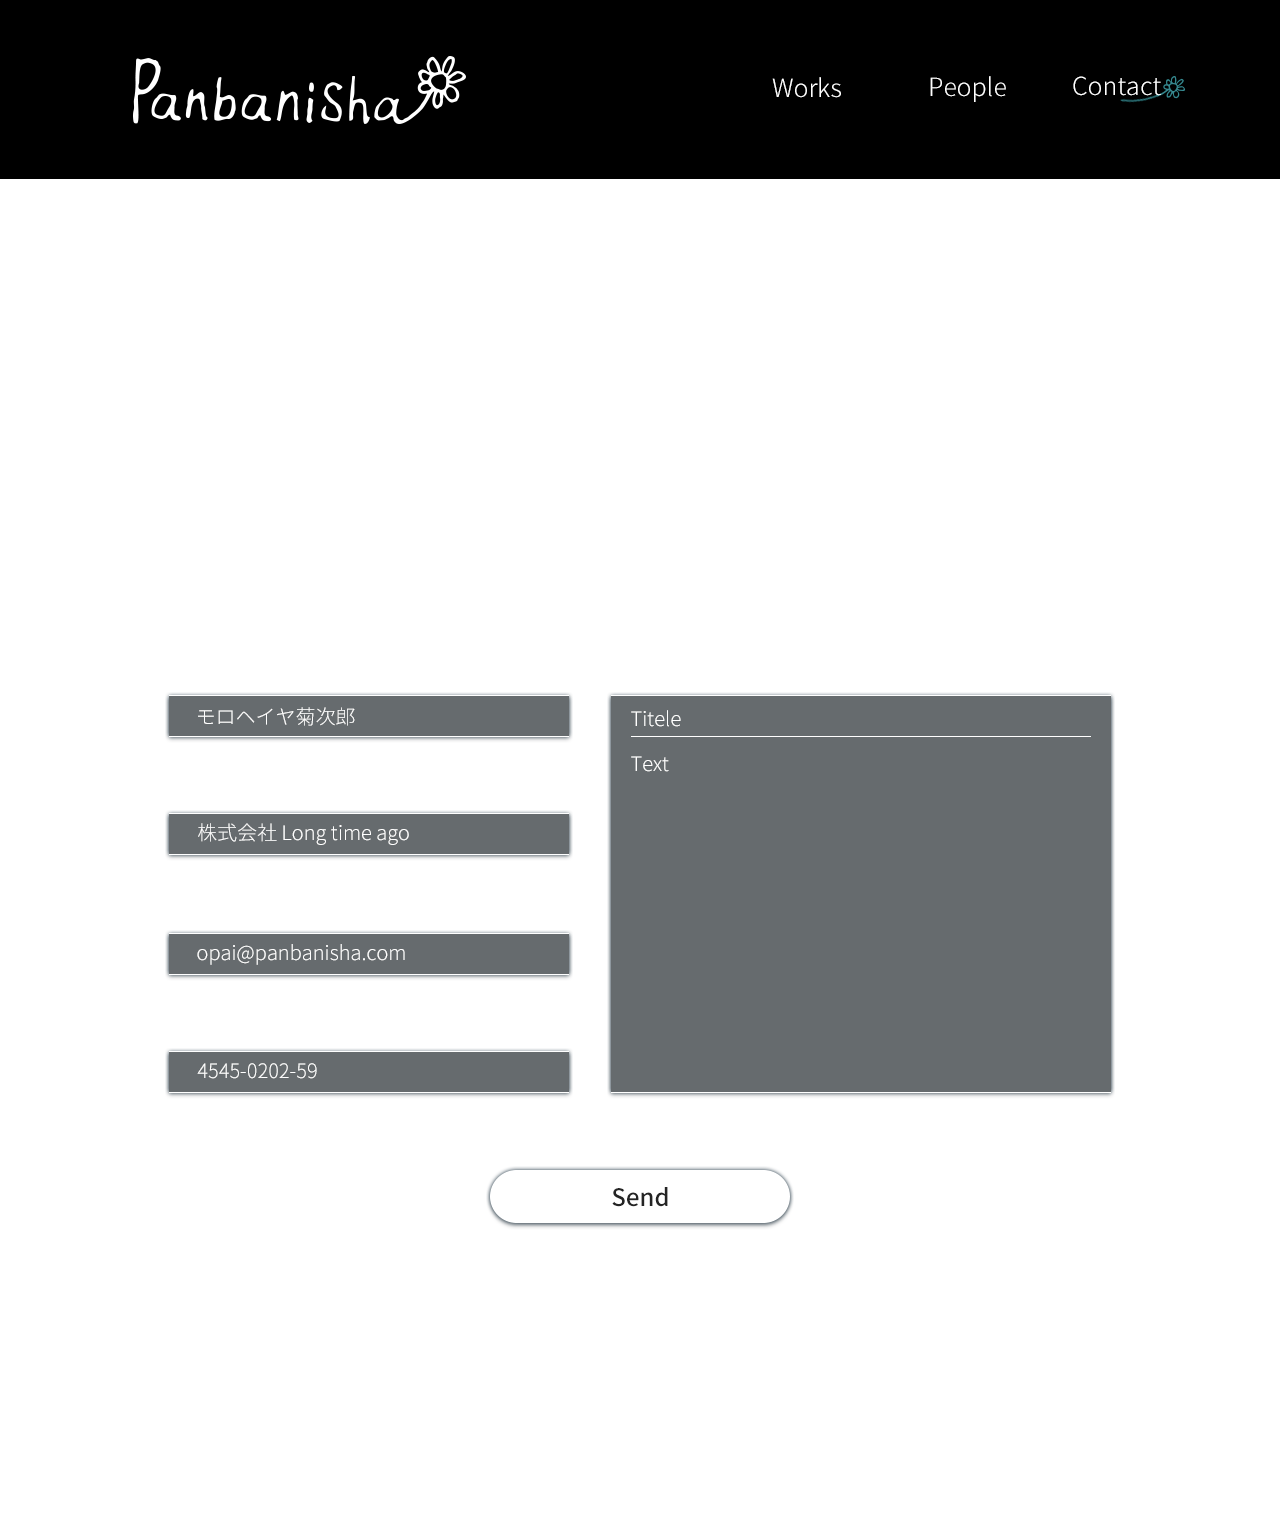 Panbanisha
Works
People
Contact
モロヘイヤ菊次郎
Titele
Text
株式会社 Long time ago
opai@panbanisha.com
4545-0202-59
Send